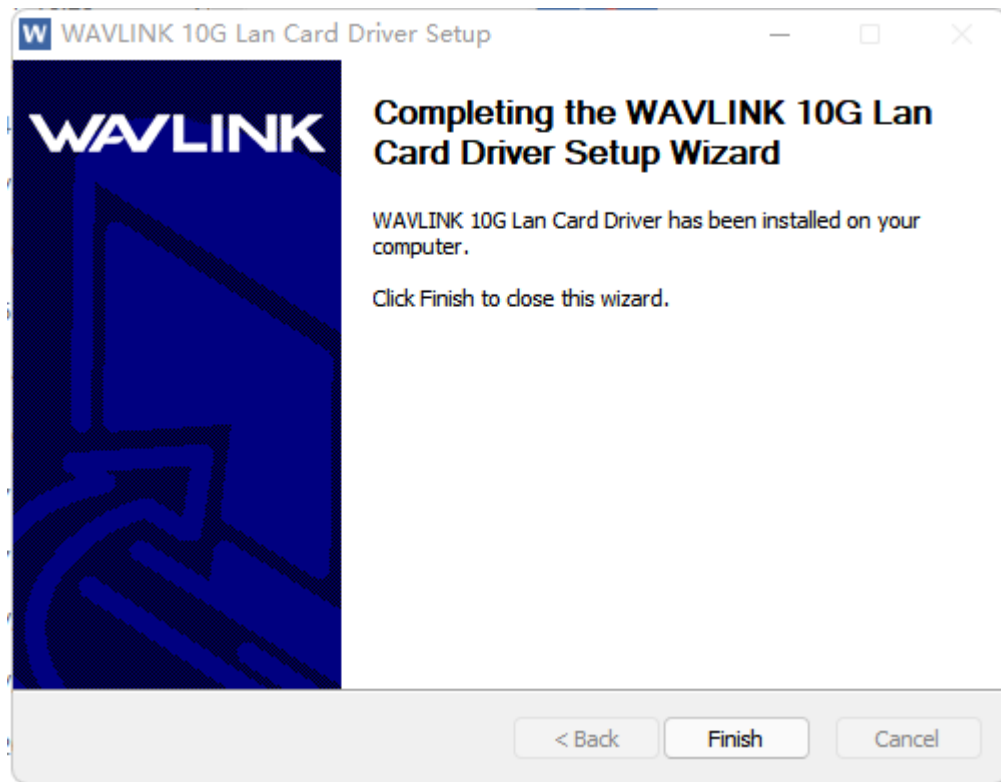 W WAVLINK 10G Lan Card Driver Setup
WAVLINK
Completing the WAVLINK 10G Lan
Card Driver Setup Wizard
WAVLINK 10G Lan Card Driver has been installed on your
computer.
Click Finish to close this wizard.
< Back Finish Cancel